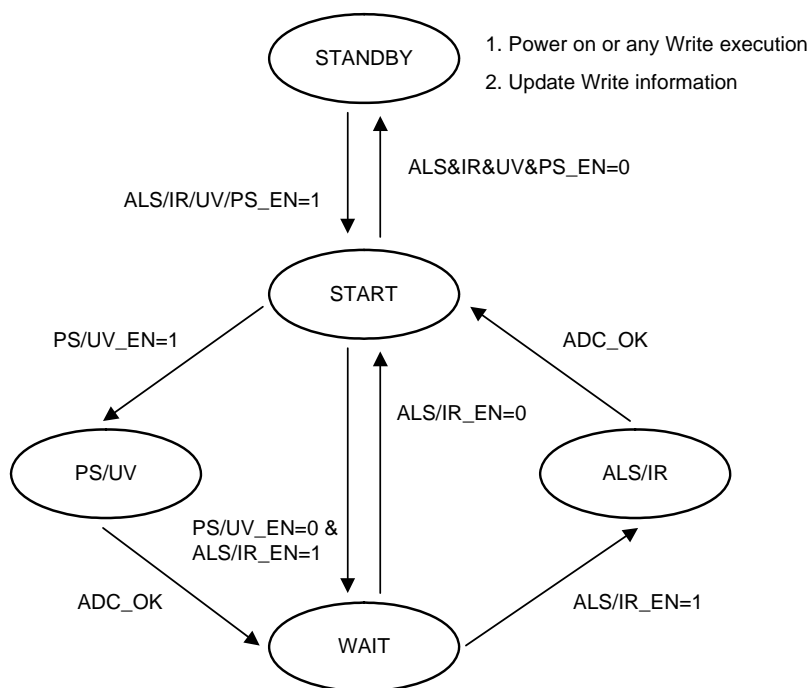 STANDBY
1. Power on or any Write execution
2. Update Write information
ALS&IR&UV&PS_EN=0
ALS/IR/UV/PS_EN=1
START
PS/UV_EN=1
ADC_OK
ALS/IR_EN=0
PS/UV
ALS/IR
PS/UV_EN=0 &
ALS/IR_EN=1
ADC_OK
ALS/IR_EN=1
WAIT